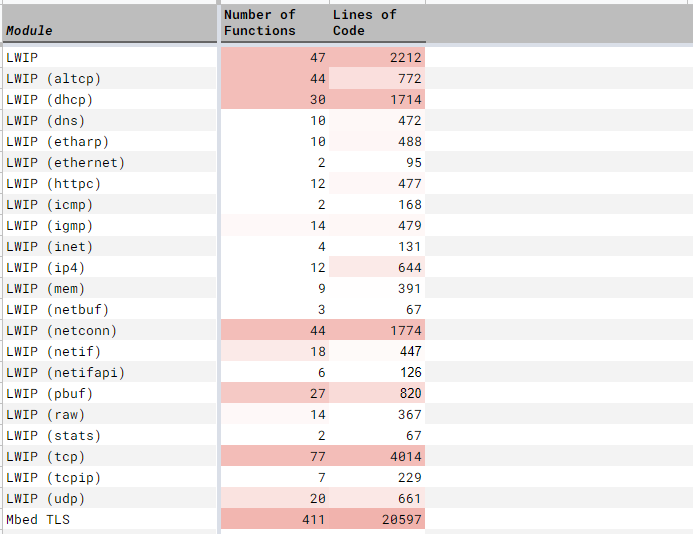 Module Number of Functions Lines of Code
LWIP 47 2212
LWIP (altcp) 44 772
LWIP (dhcp) 30 1714
LWIP (dns) 10 472
LWIP (etharp) 10 488
LWIP (ethernet) 2 95
LWIP (httpc) 12 477
LWIP (icmp) 2 168
LWIP (igmp) 14 479
LWIP (inet) 4 131
LWIP (ip4) 12 644
LWIP (mem) 9 391
LWIP (netbuf) 3 67
LWIP (netconn) 44 1774
LWIP (netif) 18 447
LWIP (netifapi) 6 126
LWIP (pbuf) 27 820
LWIP (raw) 14 367
LWIP (stats) 2 67
LWIP (tcp) 77 4014
LWIP (tcpip) 7 229
LWIP (udp) 20 661
Mbed TLS 411 20597